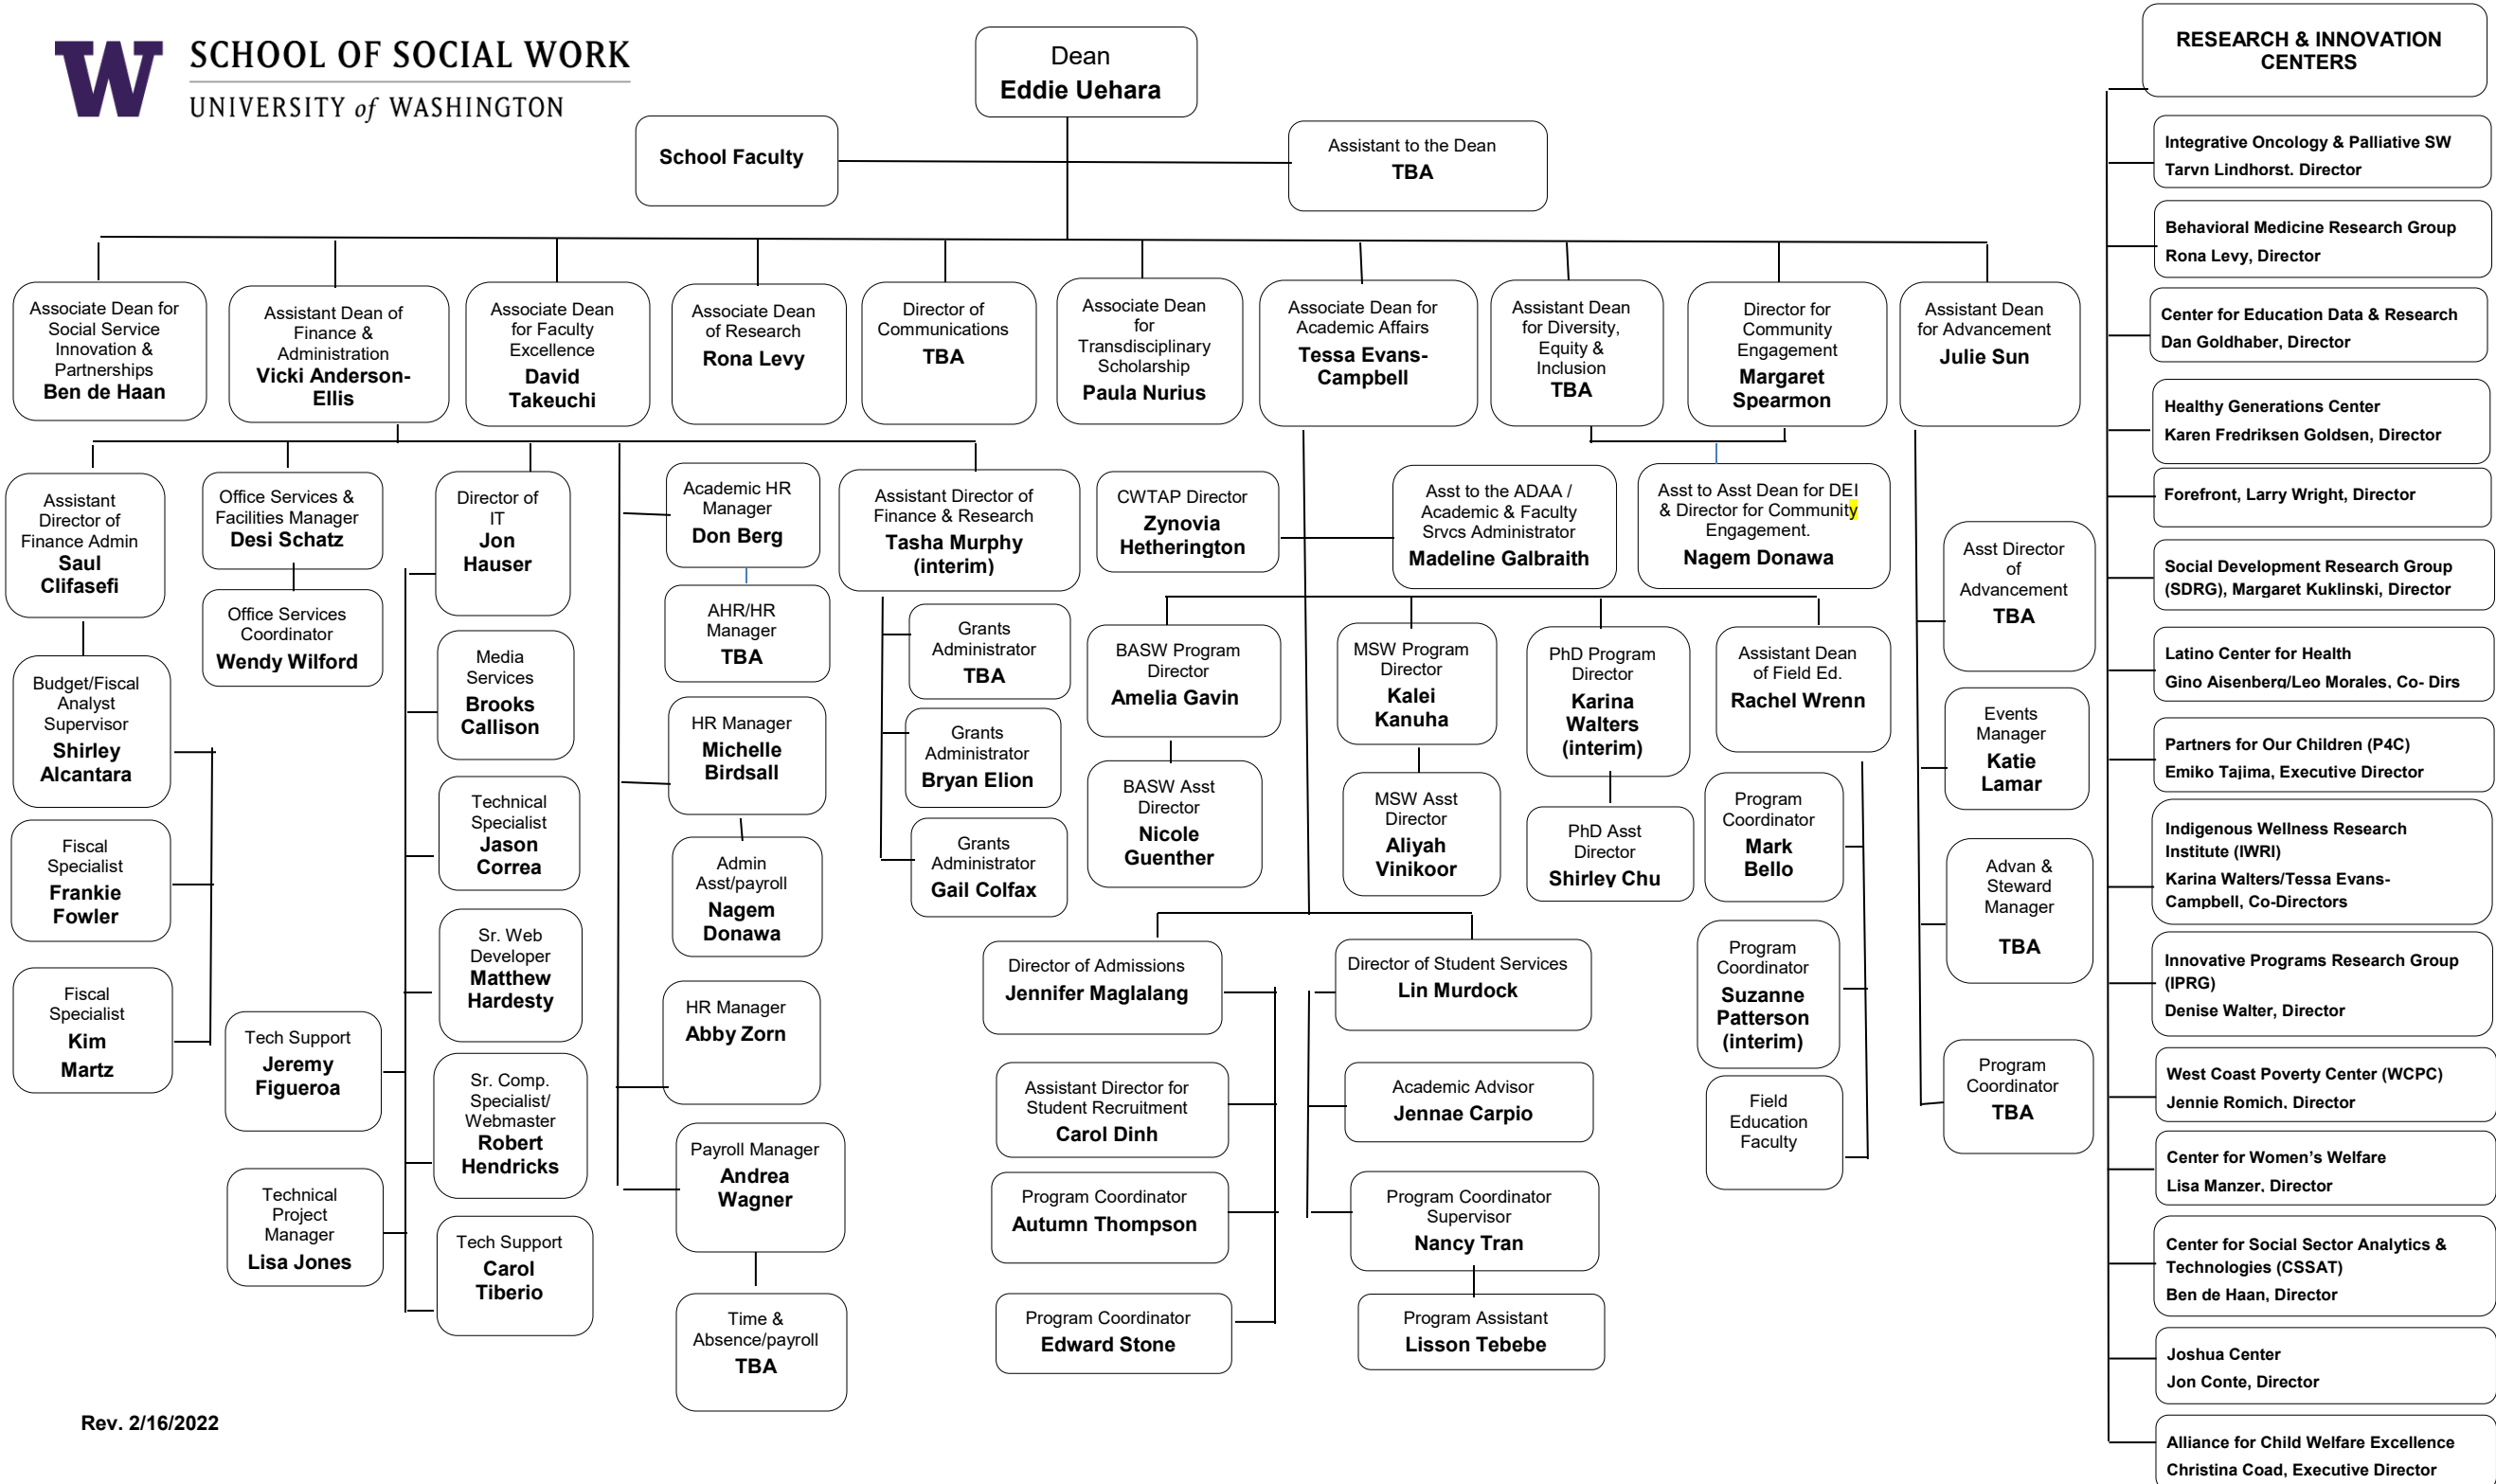 SCHOOL OF SOCIAL WORK
UNIVERSITY of WASHINGTON
Dean
Eddie Uehara
School Faculty
Assistant to the Dean
TBA
Associate Dean for
Social Service
Innovation &
Partnerships
Ben de Haan
Assistant Dean of
Finance &
Administration
Vicki Anderson-
Ellis
Associate Dean
for Faculty
Excellence
David
Takeuchi
Associate Dean
of Research
Rona Levy
Director of
Communications
TBA
Associate Dean
for
Transdisciplinary
Scholarship
Paula Nurius
Associate Dean for
Academic Affairs
Tessa Evans-
Campbell
Assistant Dean
for Diversity,
Equity &
Inclusion
TBA
Director for
Community
Engagement
Margaret
Spearmon
Assistant Dean
for Advancement
Julie Sun
Assistant
Director of
Finance Admin
Saul
Clifasefi
Budget/Fiscal
Analyst
Supervisor
Shirley
Alcantara
Fiscal
Specialist
Frankie
Fowler
Fiscal
Specialist
Kim
Martz
Office Services &
Facilities Manager
Desi Schatz
Office Services
Coordinator
Wendy Wilford
Director of
IT
Jon
Hauser
Media
Services
Brooks
Callison
Technical
Specialist
Jason
Correa
Sr. Web
Developer
Matthew
Hardesty
Tech Support
Jeremy
Figueroa
Sr. Comp.
Specialist/
Webmaster
Robert
Hendricks
Technical
Project
Manager
Lisa Jones
Tech Support
Carol
Tiberio
Academic HR
Manager
Don Berg
AHR/HR
Manager
TBA
HR Manager
Michelle
Birdsall
Admin
Asst/payroll
Nagem
Donawa
HR Manager
Abby Zorn
Payroll Manager
Andrea
Wagner
Time &
Absence/payroll
TBA
Assistant Director of
Finance & Research
Tasha Murphy
(interim)
Grants
Administrator
TBA
Grants
Administrator
Bryan Elion
Grants
Administrator
Gail Colfax
CWTAP Director
Zynovia
Hetherington
Asst to the ADAA /
Academic & Faculty
Srvcs Administrator
Madeline Galbraith
Asst to Asst Dean for DEI
& Director for Community
Engagement.
Nagem Donawa
BASW Program
Director
Amelia Gavin
BASW Asst
Director
Nicole
Guenther
MSW Program
Director
Kalei
Kanuha
MSW Asst
Director
Aliyah
Vinikoor
PhD Program
Director
Karina
Walters
(interim)
PhD Asst
Director
Shirley Chu
Assistant Dean
of Field Ed.
Rachel Wrenn
Program
Coordinator
Mark
Bello
Program
Coordinator
Suzanne
Patterson
(interim)
Field
Education
Faculty
Director of Admissions
Jennifer Maglalang
Assistant Director for
Student Recruitment
Carol Dinh
Program Coordinator
Autumn Thompson
Program Coordinator
Edward Stone
Director of Student Services
Lin Murdock
Academic Advisor
Jennae Carpio
Program Coordinator
Supervisor
Nancy Tran
Program Assistant
Lisson Tebebe
Asst Director
of
Advancement
TBA
Events
Manager
Katie
Lamar
Advan &
Steward
Manager
TBA
Program
Coordinator
TBA
RESEARCH & INNOVATION
CENTERS
Integrative Oncology & Palliative SW
Taryn Lindhorst. Director
Behavioral Medicine Research Group
Rona Levy, Director
Center for Education Data & Research
Dan Goldhaber, Director
Healthy Generations Center
Karen Fredriksen Goldsen, Director
Forefront, Larry Wright, Director
Social Development Research Group
(SDRG), Margaret Kuklinski, Director
Latino Center for Health
Gino Aisenberg/Leo Morales, Co- Dirs
Partners for Our Children (P4C)
Emiko Tajima, Executive Director
Indigenous Wellness Research
Institute (IWRI)
Karina Walters/Tessa Evans-
Campbell, Co-Directors
Innovative Programs Research Group
(IPRG)
Denise Walter, Director
West Coast Poverty Center (WCPC)
Jennie Romich, Director
Center for Women’s Welfare
Lisa Manzer, Director
Center for Social Sector Analytics &
Technologies (CSSAT)
Ben de Haan, Director
Joshua Center
Jon Conte, Director
Alliance for Child Welfare Excellence
Christina Coad, Executive Director
Rev. 2/16/2022